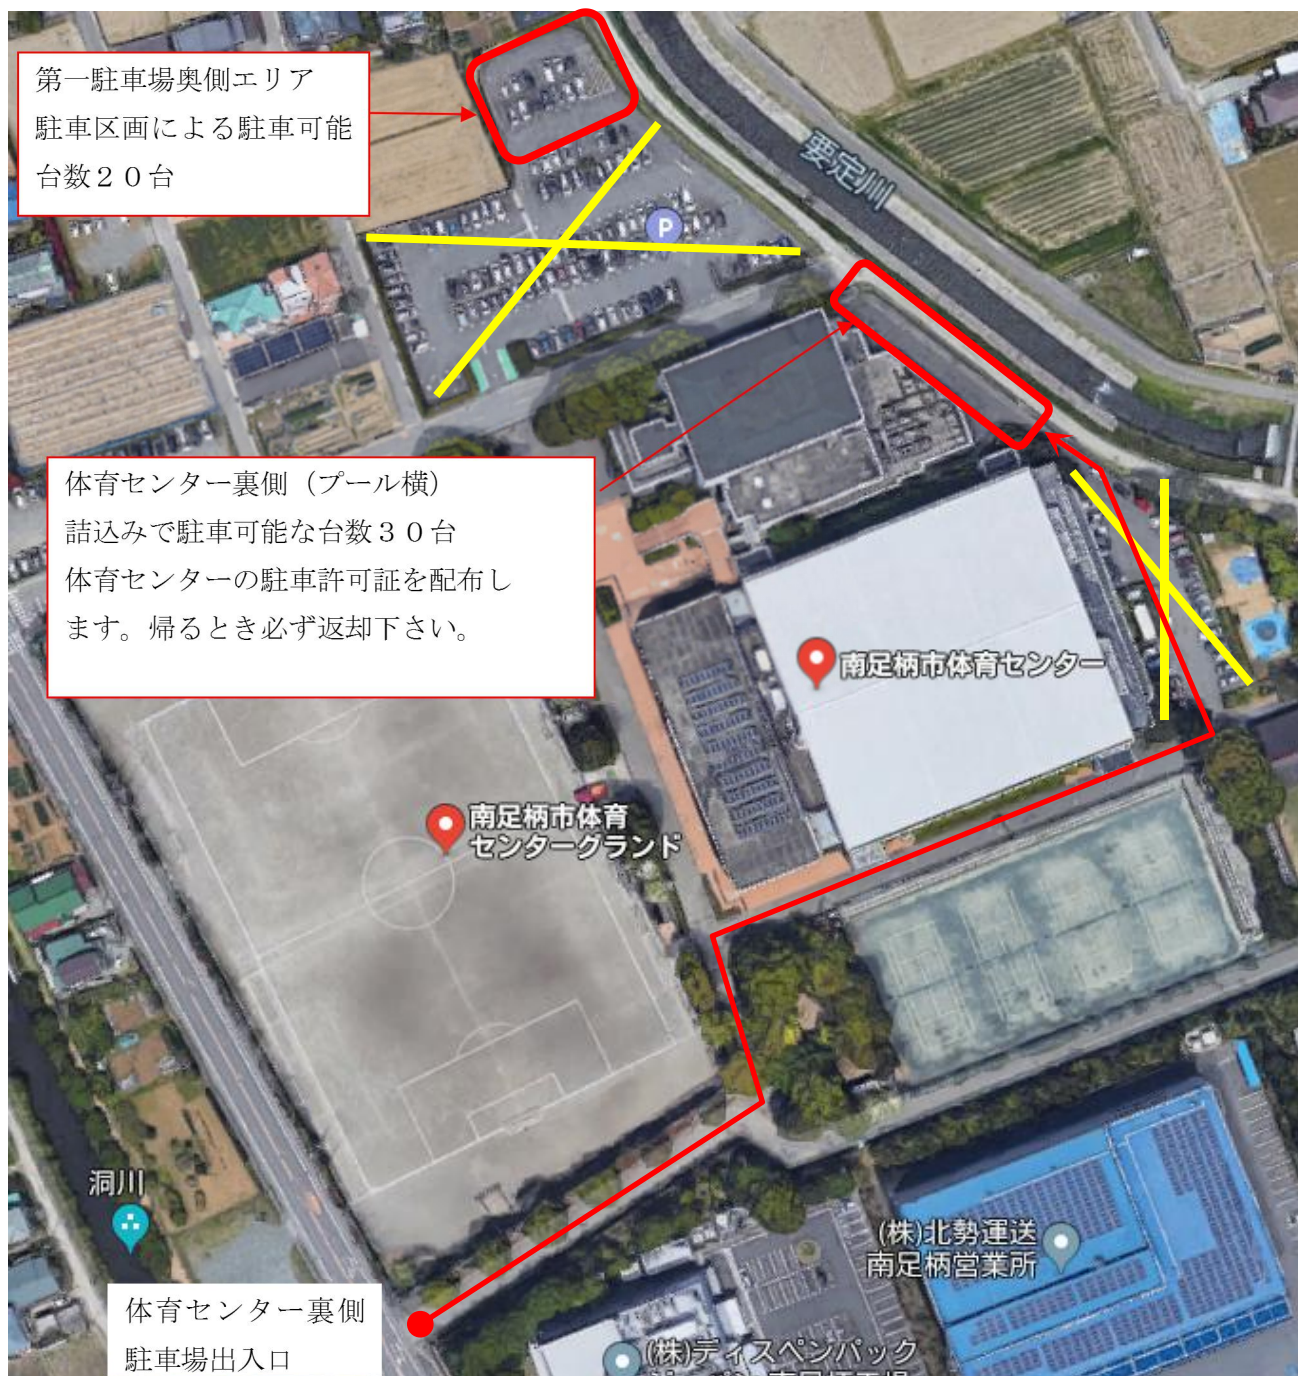 第一駐車場奥側エリア
駐車区画による駐車可能
台数２０台
要定川
P
体育センター裏側（プール横）
詰込みで駐車可能な台数３０台
体育センターの駐車許可証を配布し
ます。帰るとき必ず返却下さい。
南足柄市体育センター
南足柄市体育
センターグランド
洞川
(株)北勢運送
南足柄営業所
体育センター裏側
駐車場出入口
(株)ディスペンパック